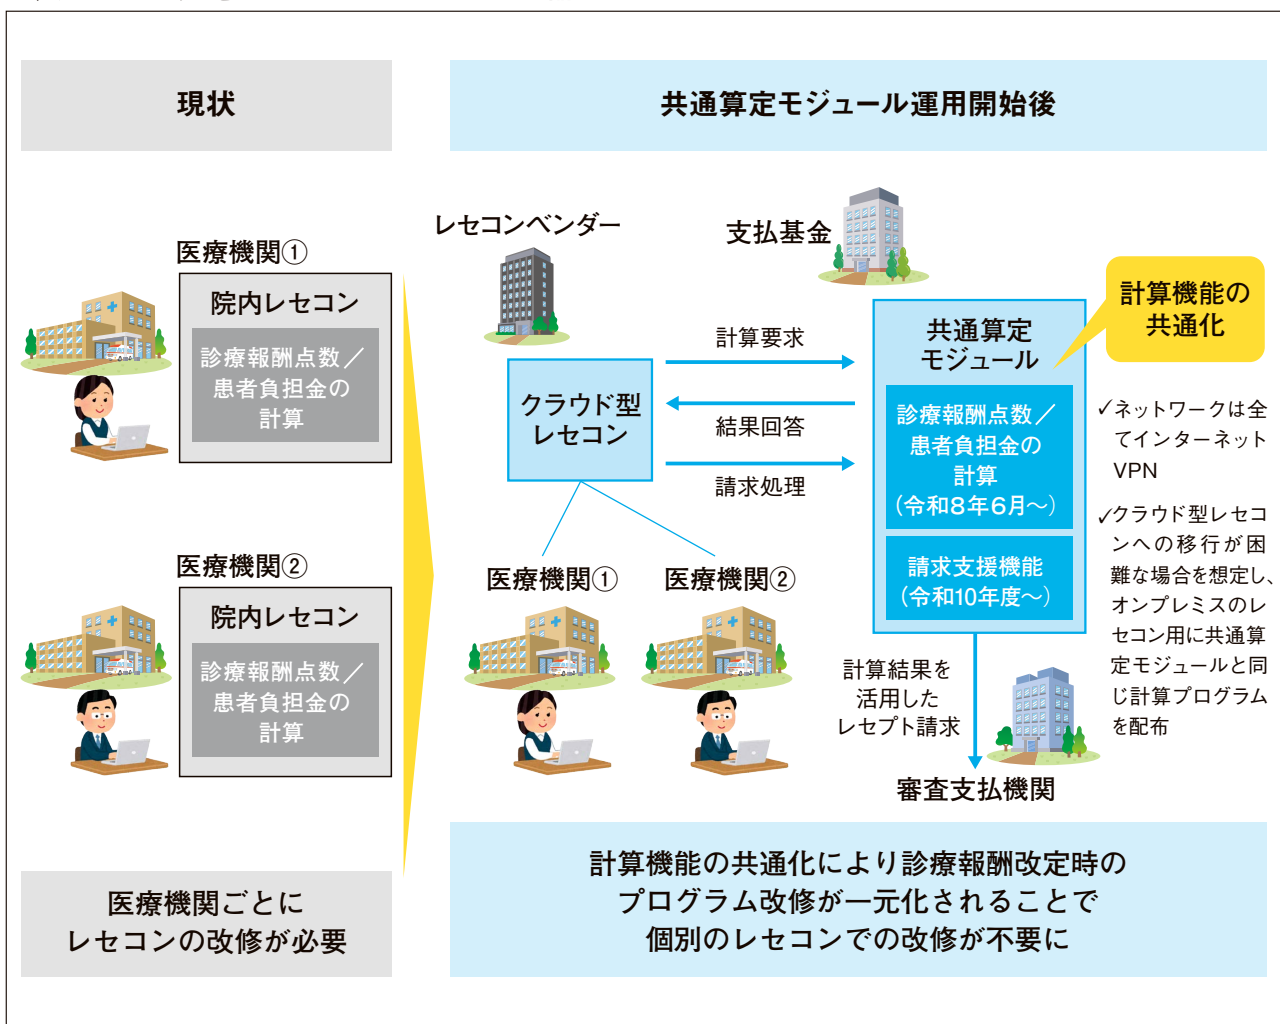 現状
医療機関①
院内レセコン
診療報酬点数／
患者負担金の
計算
医療機関②
院内レセコン
診療報酬点数／
患者負担金の
計算
医療機関ごとに
レセコンの改修が必要
共通算定モジュール運用開始後
レセコンベンダー
支払基金
クラウド型
レセコン
計算要求
結果回答
請求処理
共通算定
モジュール
診療報酬点数／
患者負担金の
計算
（令和8年6月～）
請求支援機能
（令和10年度～）
計算機能の
共通化
✓ネットワークは全
てインターネット
VPN
✓クラウド型レセコ
ンへの移行が困
難な場合を想定し、
オンプレミスのレ
セコン用に共通算
定モジュールと同
じ計算プログラム
を配布
医療機関①
医療機関②
計算結果を
活用した
レセプト請求
審査支払機関
計算機能の共通化により診療報酬改定時の
プログラム改修が一元化されることで
個別のレセコンでの改修が不要に